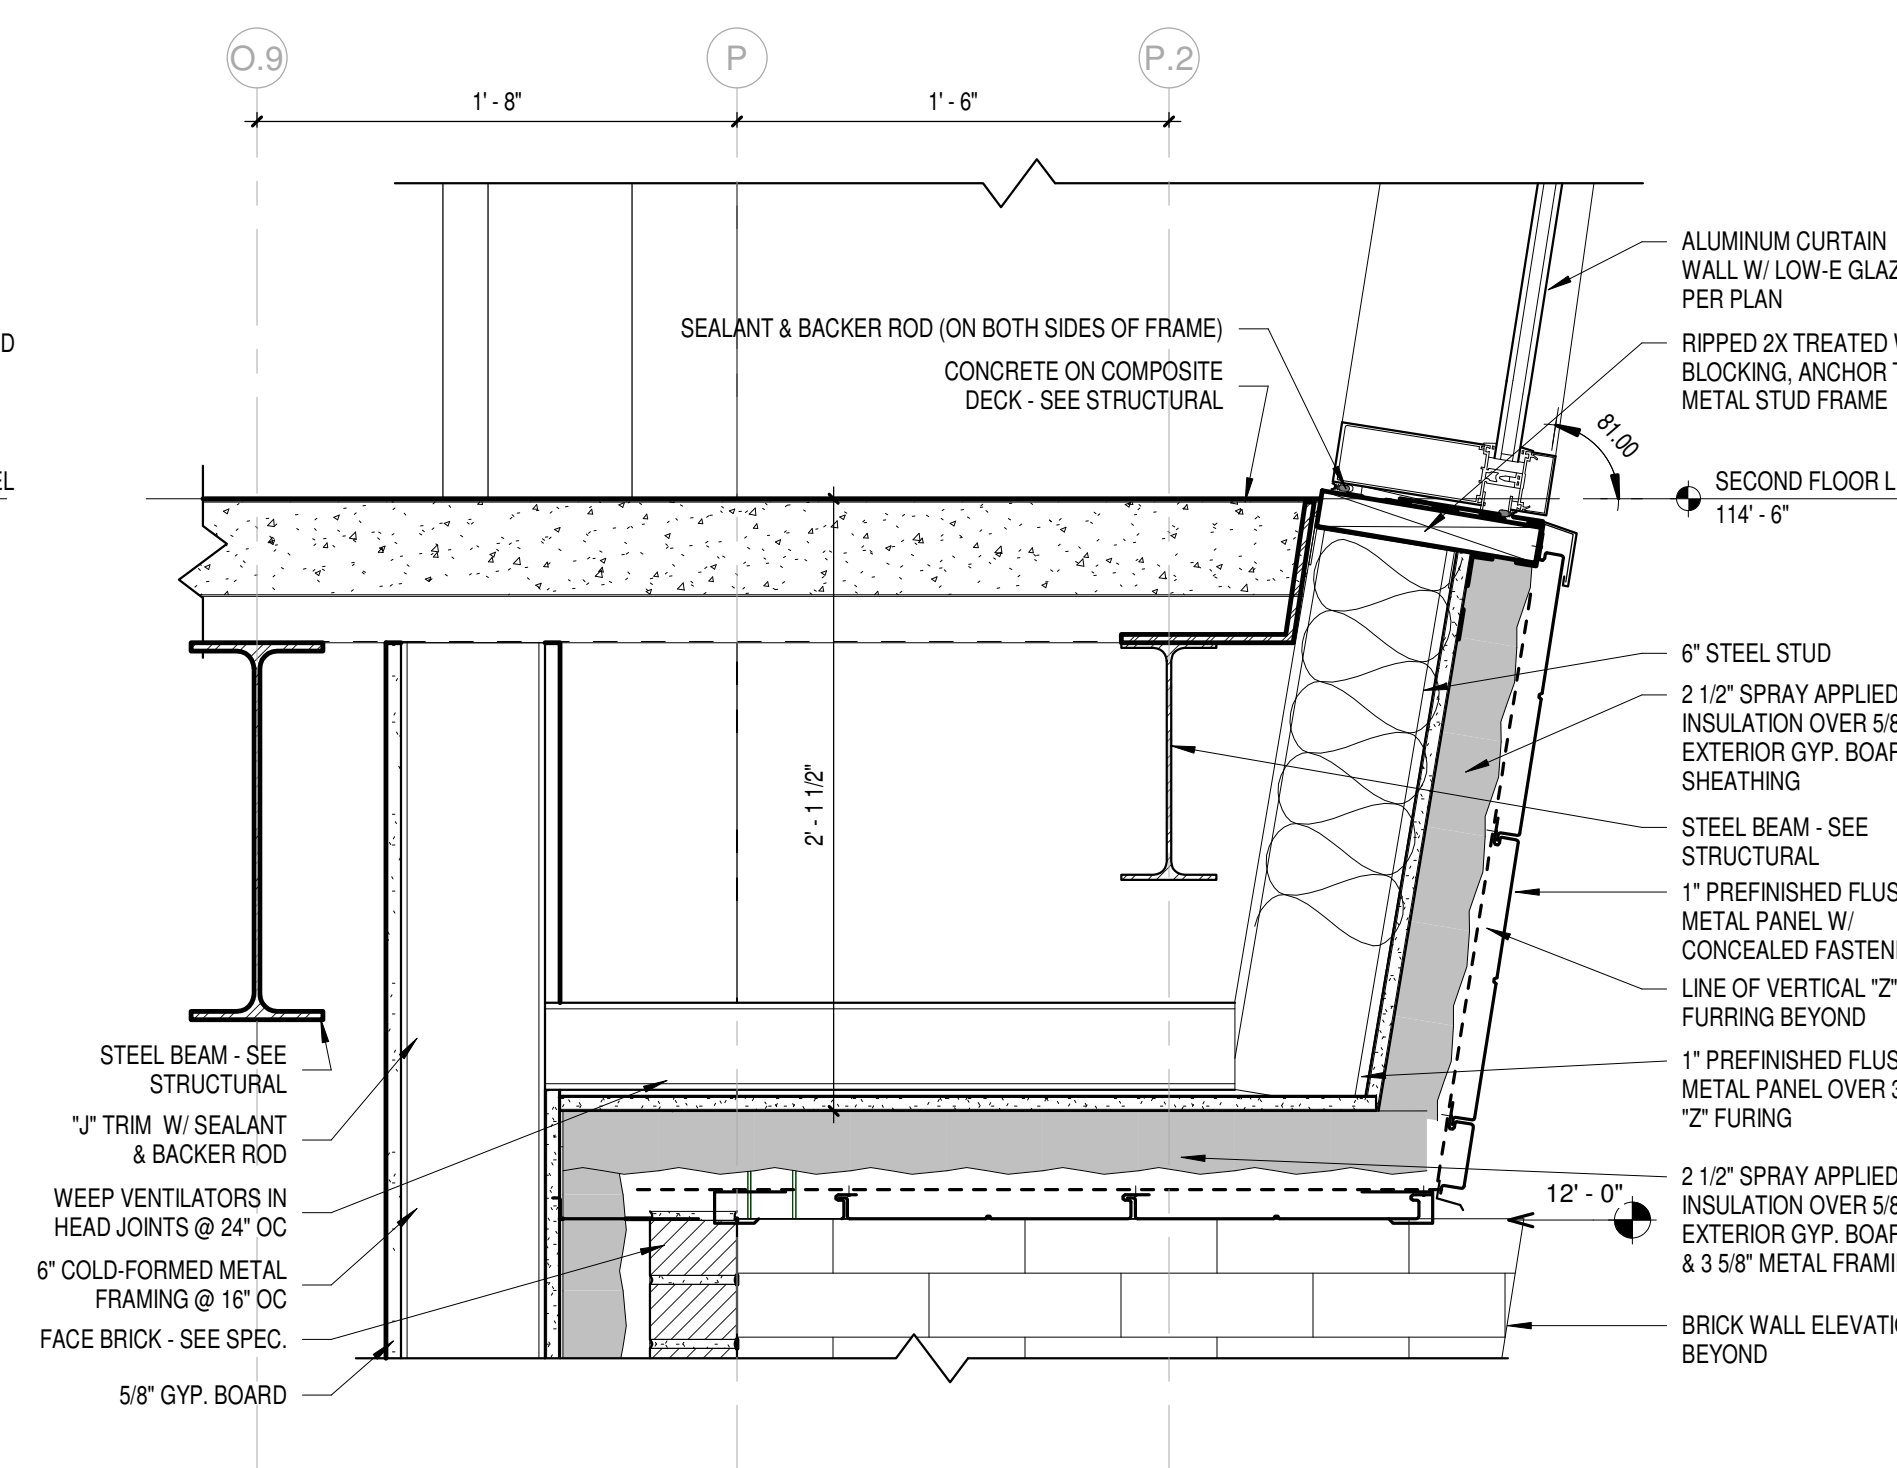 O.9
P
P.2
1' - 8"
1' - 6"
D
EL
SEALANT & BACKER ROD (ON BOTH SIDES OF FRAME)
CONCRETE ON COMPOSITE
DECK - SEE STRUCTURAL
ALUMINUM CURTAIN
WALL W/ LOW-E GLAZ
PER PLAN
RIPPED 2X TREATED
BLOCKING, ANCHOR T
METAL STUD FRAME
81.00
SECOND FLOOR L
114' - 6"
6" STEEL STUD
2 1/2" SPRAY APPLIED
INSULATION OVER 5/8
EXTERIOR GYP. BOAR
SHEATHING
2' - 1 1/2"
STEEL BEAM - SEE
STRUCTURAL
1" PREFINISHED FLUS
METAL PANEL W/
CONCEALED FASTEN
LINE OF VERTICAL "Z"
FURRING BEYOND
1" PREFINISHED FLUS
METAL PANEL OVER 3
"Z" FURING
2 1/2" SPRAY APPLIED
INSULATION OVER 5/8
EXTERIOR GYP. BOAR
& 3 5/8" METAL FRAMI
12' - 0"
BRICK WALL ELEVATI
BEYOND
STEEL BEAM - SEE
STRUCTURAL
"J" TRIM W/ SEALANT
& BACKER ROD
WEEP VENTILATORS IN
HEAD JOINTS @ 24" OC
6" COLD-FORMED METAL
FRAMING @ 16" OC
FACE BRICK - SEE SPEC.
5/8" GYP. BOARD